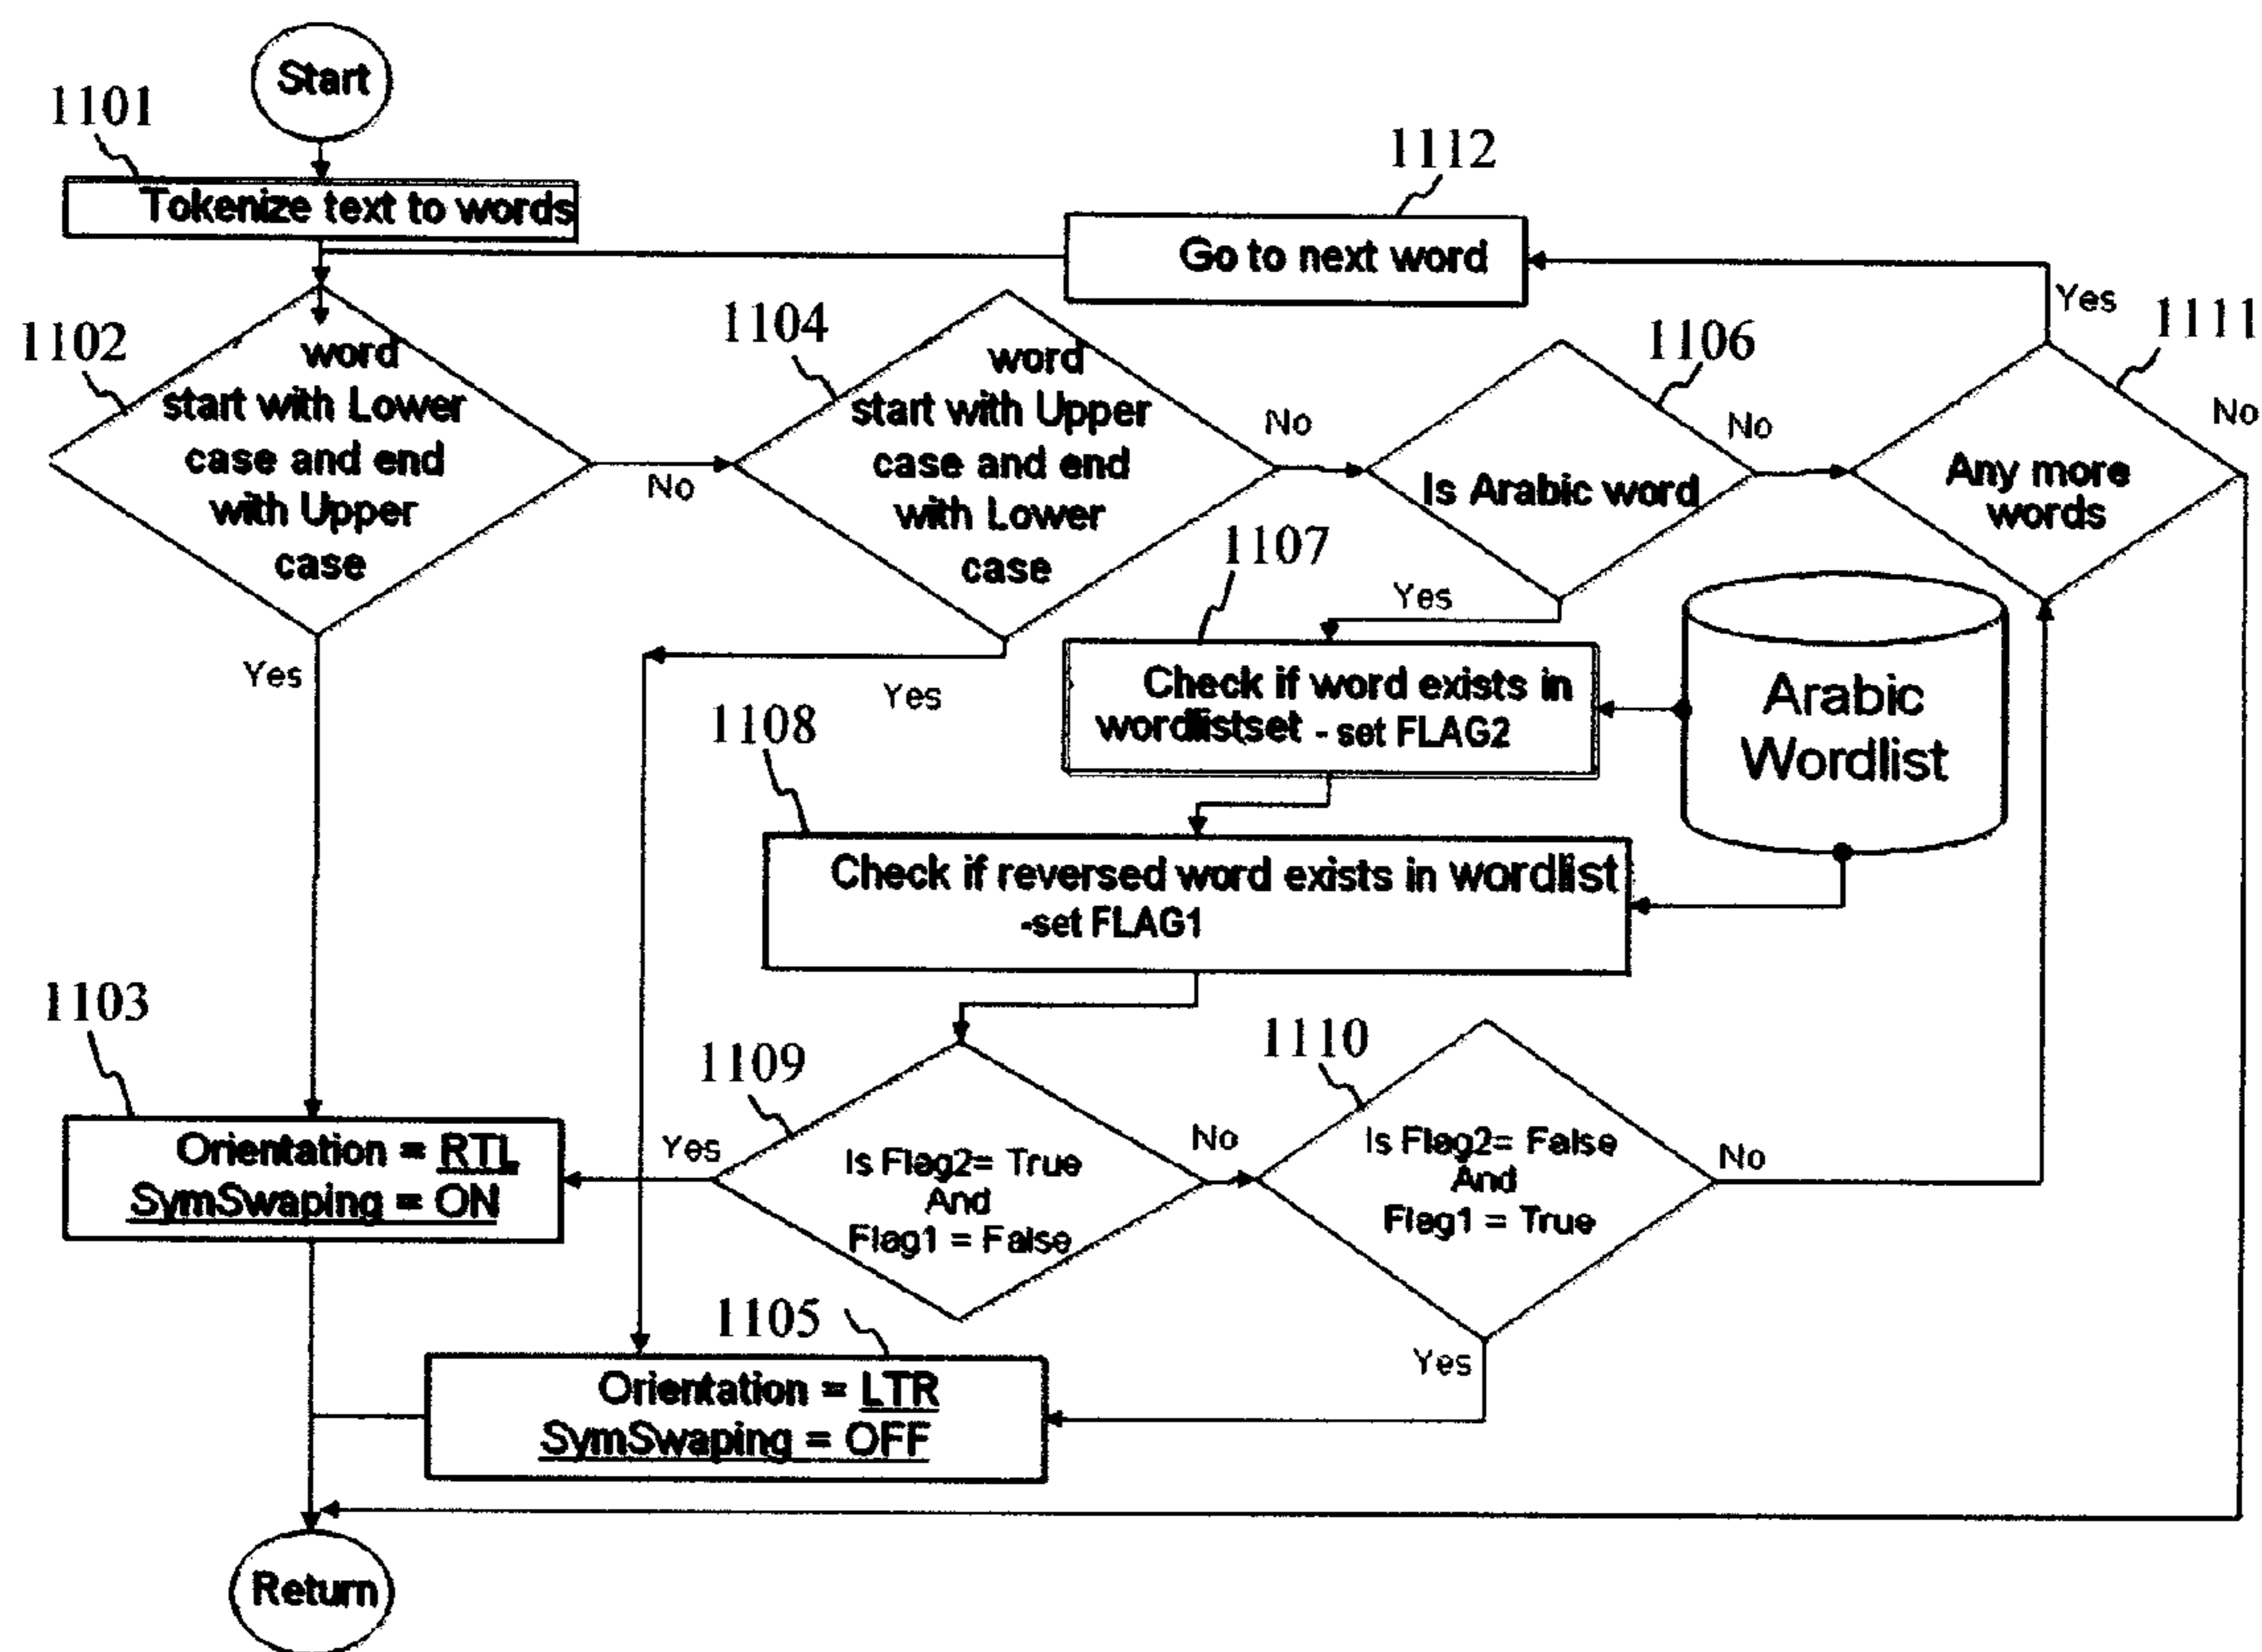 Start
1101
Tokenize text to words
1112
Go to next word
Yes
1111
1102
word
start with Lower
case and end
with Upper
case
No
Yes
1104
word
start with Upper
case and end
with Lower
case
No
Yes
1106
Is Arabic word
No
Yes
Any more
words
No
1107
Check if word exists in
wordlistset - set FLAG2
Arabic
Wordlist
1108
Check if reversed word exists in wordlist
-set FLAG1
1103
Orientation = RTL
SymSwaping = ON
1109
Yes
Is Flag2= True
And
Flag1 = False
No
1110
Is Flag2= False
And
Flag1 = True
No
Yes
1105
Orientation = LTR
SymSwaping = OFF
Return